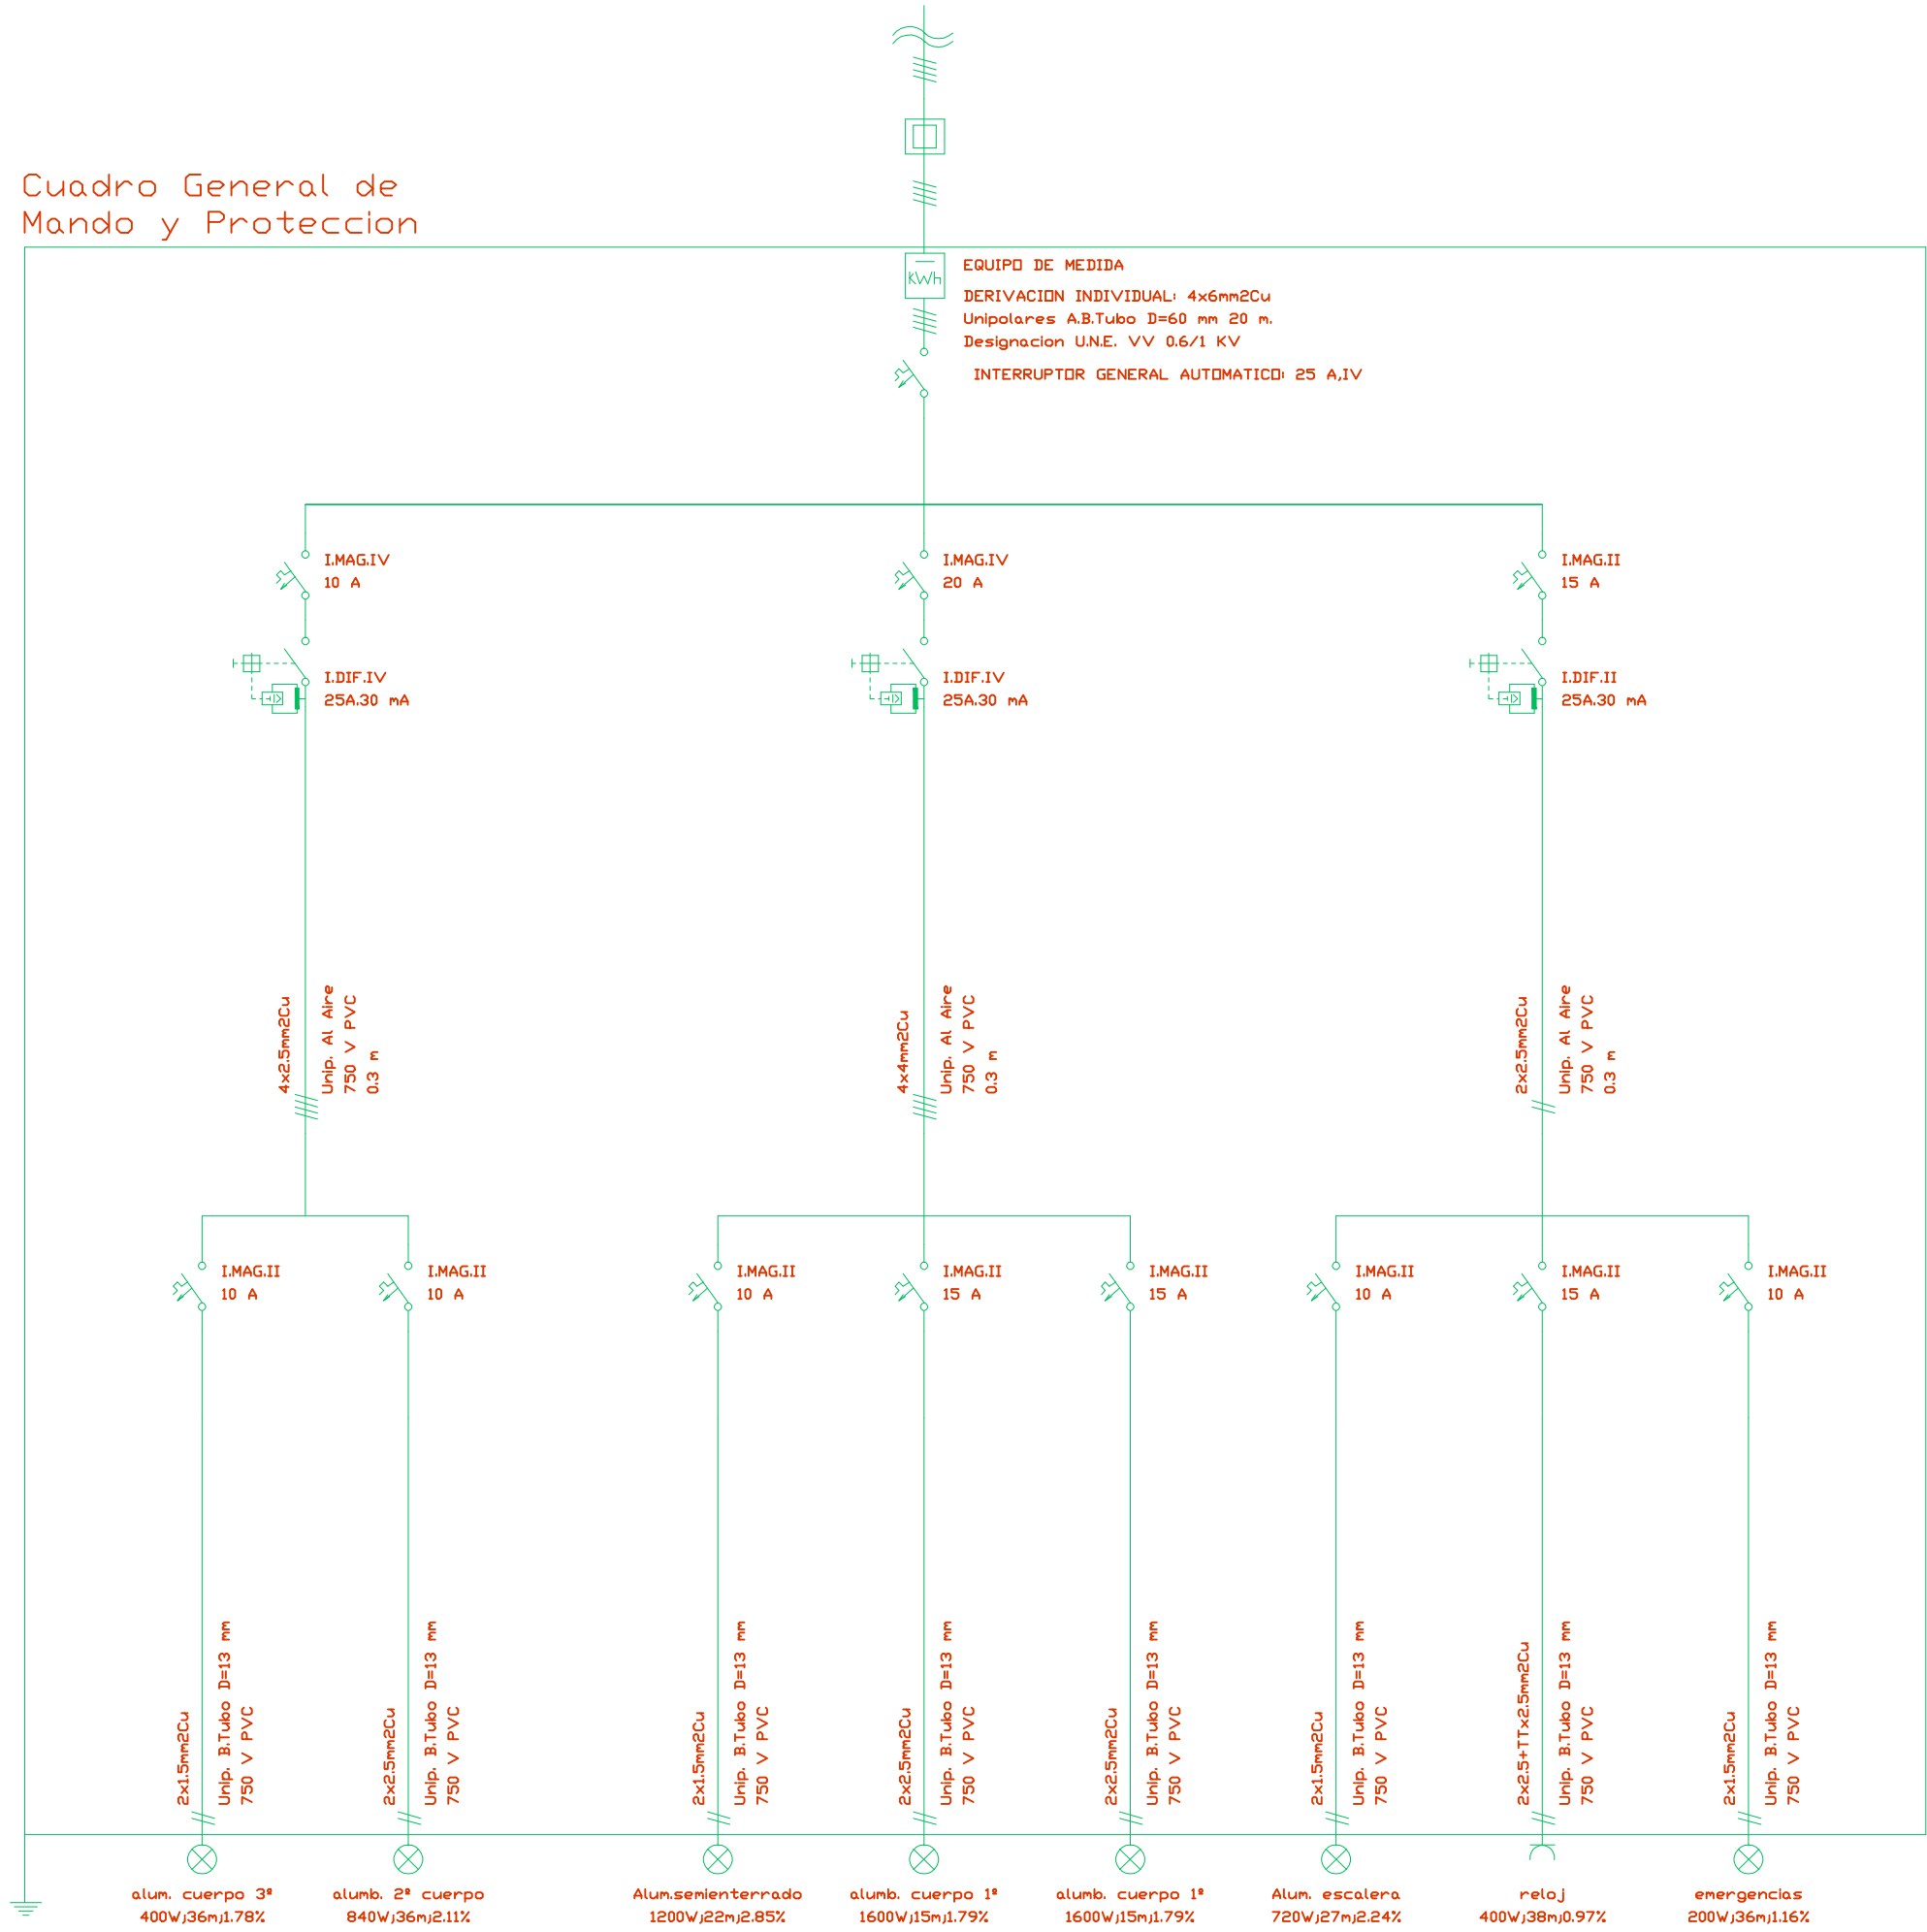 Cuadro General de
Mando y Proteccion
KWh
EQUIPO DE MEDIDA
DERIVACION INDIVIDUAL: 4x6mm2Cu
Unipolares A.B.Tubo D=60 mm 20 m.
Designacion U.N.E. VV 0.6/1 KV
INTERRUPTOR GENERAL AUTOMATICO: 25 A,IV
I.MAG.IV
10 A
I.MAG.IV
20 A
I.MAG.II
15 A
I.DIF.IV
25A.30 mA
I.DIF.IV
25A.30 mA
I.DIF.II
25A.30 mA
4x2.5mm2Cu
Unip. Al Aire
750 V PVC
0.3 m
4x4mm2Cu
Unip. Al Aire
750 V PVC
0.3 m
2x2.5mm2Cu
Unip. Al Aire
750 V PVC
0.3 m
I.MAG.II
10 A
I.MAG.II
10 A
I.MAG.II
10 A
I.MAG.II
15 A
I.MAG.II
15 A
I.MAG.II
10 A
I.MAG.II
15 A
I.MAG.II
10 A
2x1.5mm2Cu
Unip. B.Tubo D=13 mm
750 V PVC
2x2.5mm2Cu
Unip. B.Tubo D=13 mm
750 V PVC
2x1.5mm2Cu
Unip. B.Tubo D=13 mm
750 V PVC
2x2.5mm2Cu
Unip. B.Tubo D=13 mm
750 V PVC
2x2.5mm2Cu
Unip. B.Tubo D=13 mm
750 V PVC
2x1.5mm2Cu
Unip. B.Tubo D=13 mm
750 V PVC
2x2.5+TTx2.5mm2Cu
Unip. B.Tubo D=13 mm
750 V PVC
2x1.5mm2Cu
Unip. B.Tubo D=13 mm
750 V PVC
alum. cuerpo 3º
400W;36m;1.78%
alumb. 2º cuerpo
840W;36m;2.11%
Alum.semienterrado
1200W;22m;2.85%
alumb. cuerpo 1º
1600W;15m;1.79%
alumb. cuerpo 1º
1600W;15m;1.79%
Alum. escalera
720W;27m;2.24%
reloj
400W;38m;0.97%
emergencias
200W;36m;1.16%